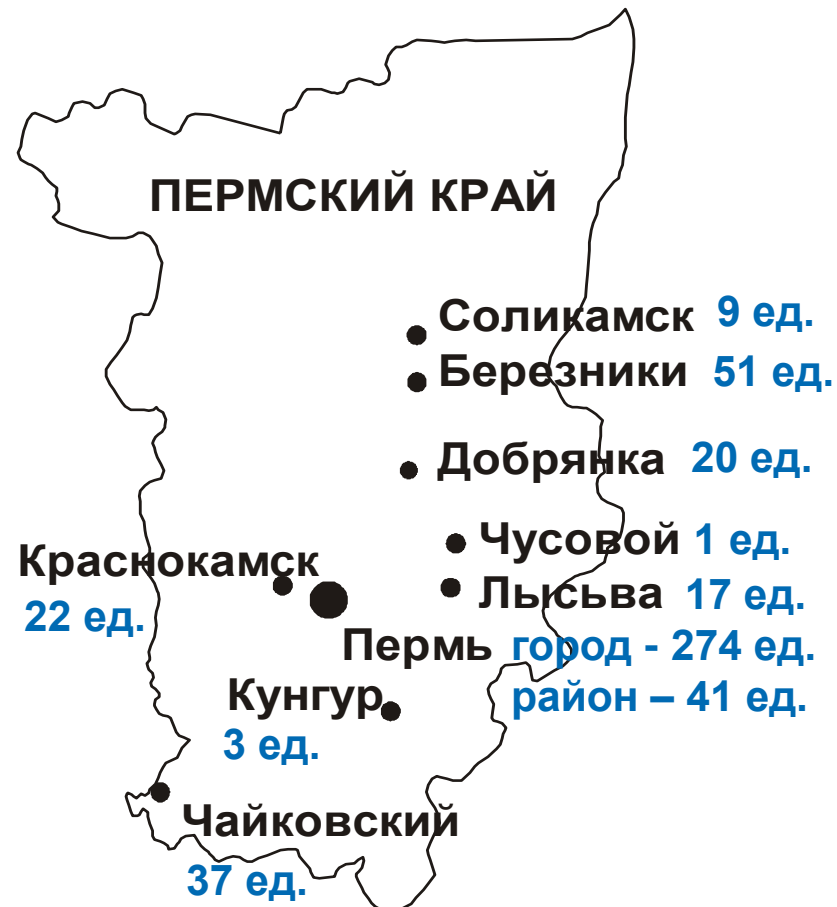 ПЕРМСКИЙ КРАЙ
Соликамск 9 ед.
Березники 51 ед.
Добрянка 20 ед.
Чусовой 1 ед.
Краснокамск
22 ед.
Лысьва 17 ед.
Пермь город - 274 ед.
район – 41 ед.
Кунгур
3 ед.
Чайковский
37 ед.